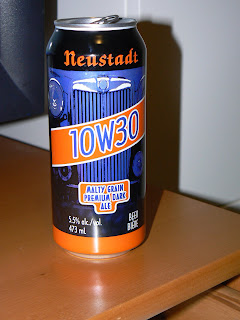 Neustadt
10W30
MALTY GRAIN
PREMIUM DARK
ALE
5.5% alc./vol.
473 ml
BEER
BIÈRE